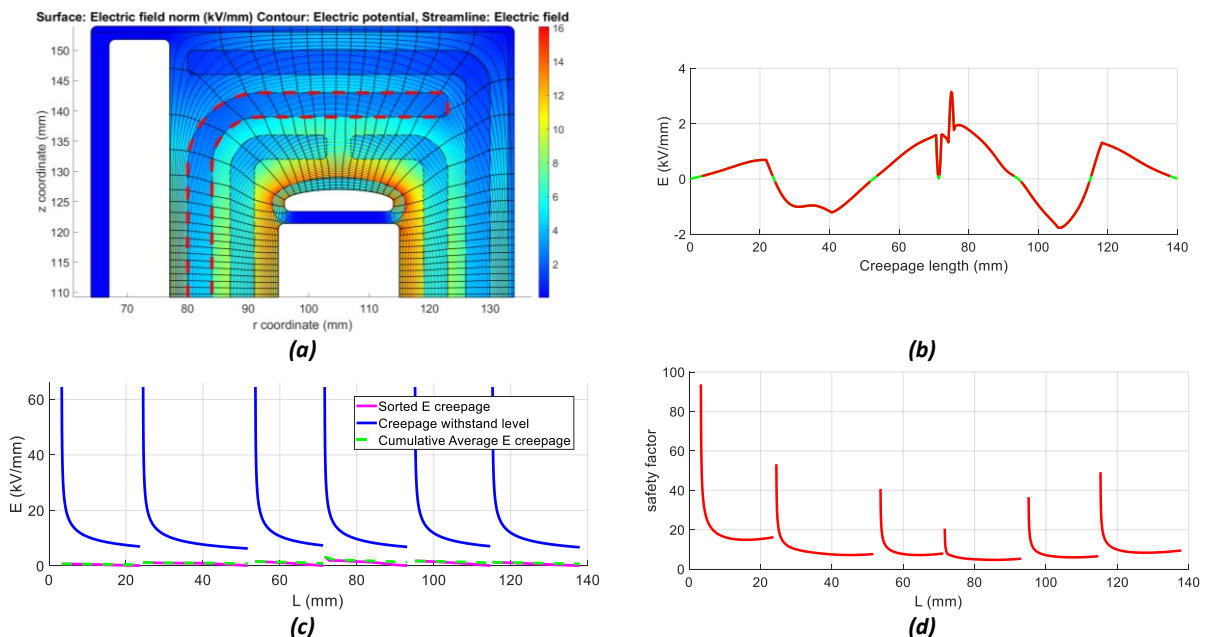 Surface: Electric field norm (kV/mm) Contour: Electric potential, Streamline: Electric field
150
145
140
135
130
125
120
115
110
z coordinate (mm)
70 80 90 100 110 120 130
r coordinate (mm)
16
14
12
10
8
6
4
2
(a)
4
2
0
-2
E (kV/mm)
0 20 40 60 80 100 120 140
Creepage length (mm)
(b)
60
40
20
0
E (kV/mm)
Sorted E creepage
Creepage withstand level
Cumulative Average E creepage
0 20 40 60 80 100 120 140
L (mm)
(c)
100
80
60
40
20
0
safety factor
0 20 40 60 80 100 120 140
L (mm)
(d)